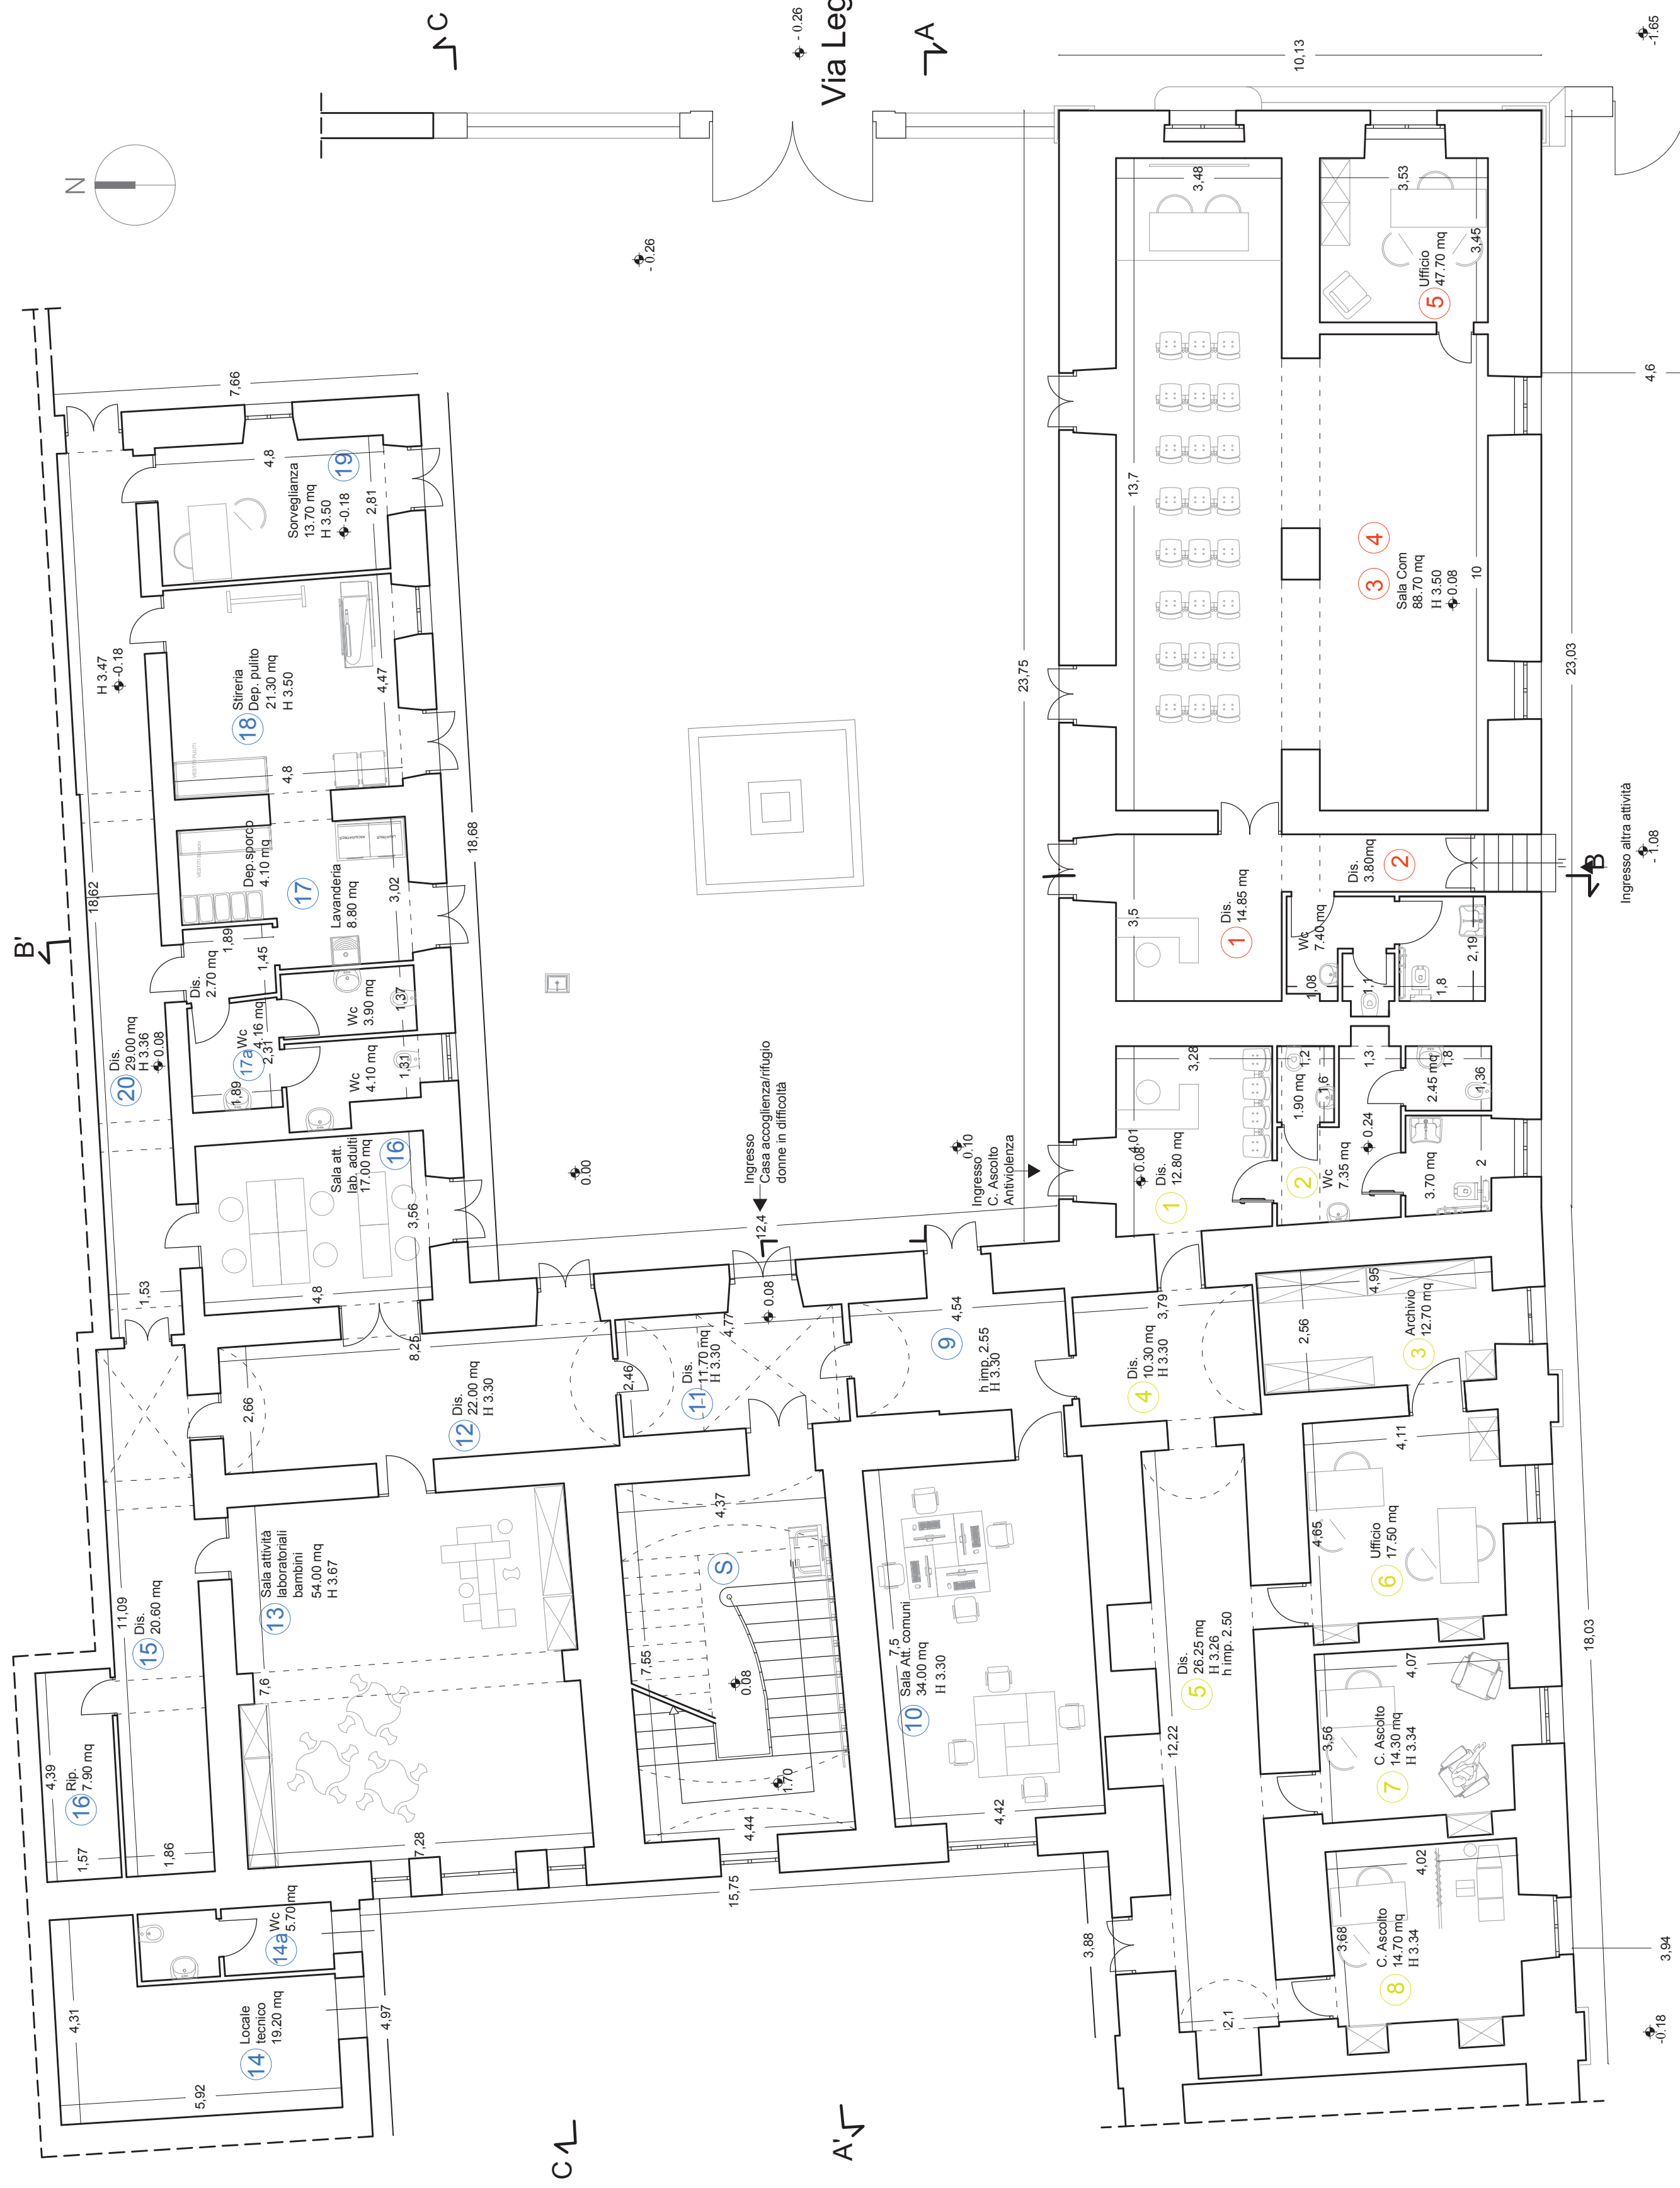 N
C
- 0.26
Via Leg
A
10,13
-1.65
- 0.26
B'
7,66
4,8
Sorveglianza
13.70 mq
H 3.50
-0.18
19
2,81
H 3.47
-0.18
18
Stireria
Dep. pulito
21.30 mq
H 3.50
4,47
4,8
VESTITI PULITI
18,62
18,68
Dep.sporco
4.10 mq
17
Lavanderia
8.80 mq
3,02
1,89
1,45
Dis.
2.70 mq
Wc
3.90 mq
1,37
17a
Wc
4.16 mq
2,31
1,89
Wc
4.10 mq
1,31
20
Dis.
29.00 mq
H 3.36
0.08
Sala att.
lab. adulti
17.00 mq
16
3,56
4,8
1,53
0.00
Ingresso
Casa accoglienza/rifugio
donne in difficoltà
12,4
0.10
Ingresso
C. Ascolto
Antiviolenza
8,25
2,66
12
Dis.
22.00 mq
H 3.30
2,46
11
Dis.
11.70 mq
H 3.30
4,77
0.08
4,54
9
h imp. 2.55
H 3.30
13
Sala attività
laboratoriali
bambini
54.00 mq
H 3.67
7,6
7,28
15
Dis.
20.60 mq
11,09
1,86
16
Rip.
7.90 mq
4,39
1,57
14a
Wc
5.70 mq
14
Locale
tecnico
19.20 mq
4,31
5,92
4,97
S
4,37
7,55
0.08
1.70
4,44
15,75
10
Sala Att. comuni
34.00 mq
H 3.30
7,5
4,42
3,88
C
A'
3,48
13,7
3,53
5
Ufficio
47.70 mq
3,45
3
4
Sala Com
88.70 mq
H 3.50
0.08
10
23,75
23,03
4,6
1
Dis.
14.85 mq
3,5
2
Dis.
3.80mq
Wc
7.40 mq
1,08
1,1
1,8
2,19
B
Ingresso altra attività
-1.08
1
Dis.
12.80 mq
0.08
4,01
3,28
1,2
1.90 mq
1,6
1,3
2.45 mq
1,8
1,36
2
Wc
7.35 mq
0.24
3.70 mq
2
4
Dis.
10.30 mq
H 3.30
3,79
2,56
4,95
3
Archivio
12.70 mq
4,11
4,65
6
Ufficio
17.50 mq
5
Dis.
26.25 mq
H 3.26
h imp. 2.50
12,22
2,1
4,07
3,56
7
C. Ascolto
14.30 mq
H 3.34
4,02
3,68
8
C. Ascolto
14.70 mq
H 3.34
18,03
3,94
-0.18